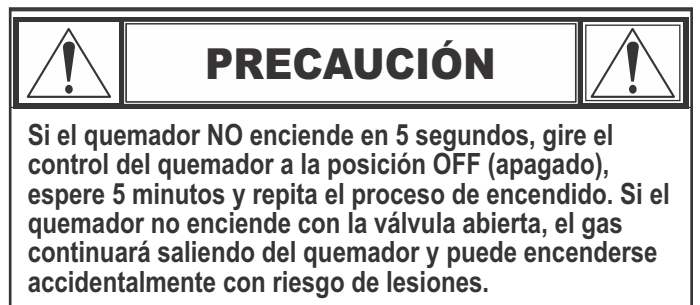 PRECAUCIÓN
Si el quemador NO enciende en 5 segundos, gire el
control del quemador a la posición OFF (apagado),
espere 5 minutos y repita el proceso de encendido. Si el
quemador no enciende con la válvula abierta, el gas
continuará saliendo del quemador y puede encenderse
accidentalmente con riesgo de lesiones.